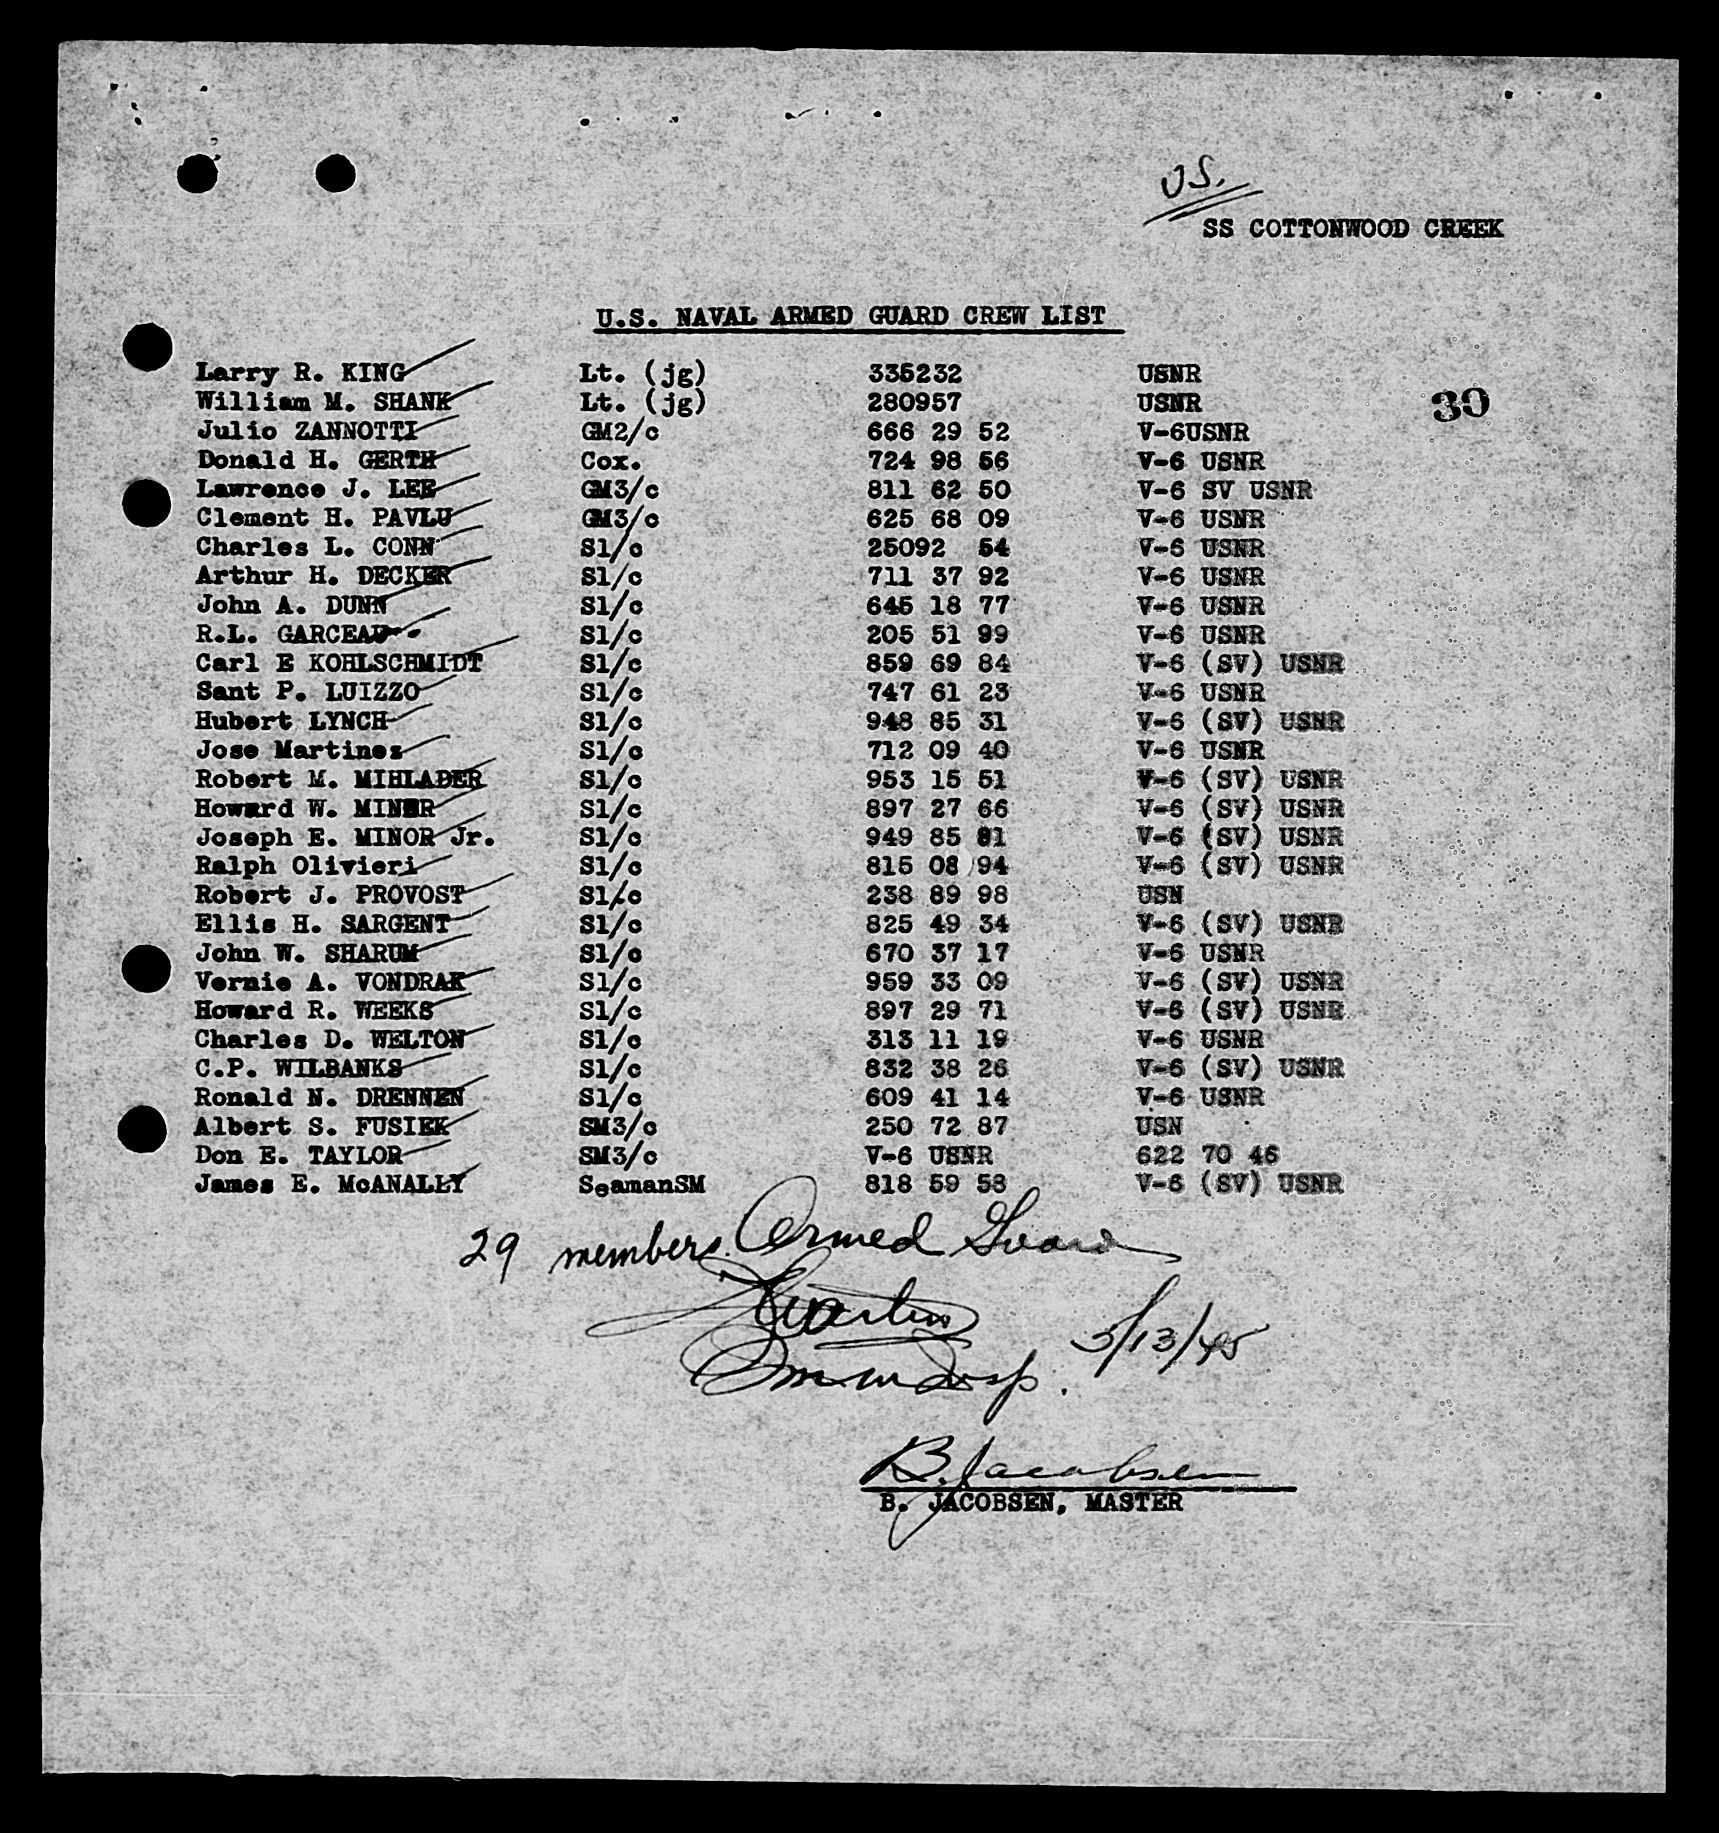 U.S.
SS COTTONWOOD CREEK
U.S. NAVAL ARMED GUARD CREW LIST
Larry R. KING Lt. (jg) 335232 USNR
William M. SHANK Lt. (jg) 280957 USNR 30
Julio ZANNOTTI GM2/c 666 29 52 V-6USNR
Donald H. GERTH Cox. 724 98 56 V-6 USNR
Lawrence J. LEE GM3/c 811 62 50 V-6 SV USNR
Clement H. PAVLU GM3/c 625 68 09 V-6 USNR
Charles L. CONN S1/c 25092 54 V-6 USNR
Arthur H. DECKER S1/c 711 37 92 V-6 USNR
John A. DUNN S1/c 645 18 77 V-6 USNR
R.L. GARCEAU S1/c 205 51 99 V-6 USNR
Carl E KOHLSCHMIDT S1/c 859 69 84 V-6 (SV) USNR
Sant P. LUIZZO S1/c 747 61 23 V-6 USNR
Hubert LYNCH S1/c 948 85 31 V-6 (SV) USNR
Jose Martinez S1/c 712 09 40 V-6 USNR
Robert M. MIHLADER S1/c 953 15 51 V-6 (SV) USNR
Howard W. MINER S1/c 897 27 66 V-6 (SV) USNR
Joseph E. MINOR Jr. S1/c 949 85 81 V-6 (SV) USNR
Ralph Olivieri S1/c 815 08 94 V-6 (SV) USNR
Robert J. PROVOST S1/c 238 89 98 USN
Ellis H. SARGENT S1/c 825 49 34 V-6 (SV) USNR
John W. SHARUM S1/c 670 37 17 V-6 USNR
Vernie A. VONDRAK S1/c 959 33 09 V-6 (SV) USNR
Howard R. WEEKS S1/c 897 29 71 V-6 (SV) USNR
Charles D. WELTON S1/c 313 11 19 V-6 USNR
C.P. WILBANKS S1/c 832 38 26 V-6 (SV) USNR
Ronald N. DRENNEN S1/c 609 41 14 V-6 USNR
Albert S. FUSIEK SM3/c 250 72 87 USN
Don E. TAYLOR SM3/c V-6 USNR 622 70 46
James E. McANALLY SeamanSM 818 59 58 V-6 (SV) USNR
29 members Armed Guard
5/13/45
B. Jacobsen
B. JACOBSEN, MASTER